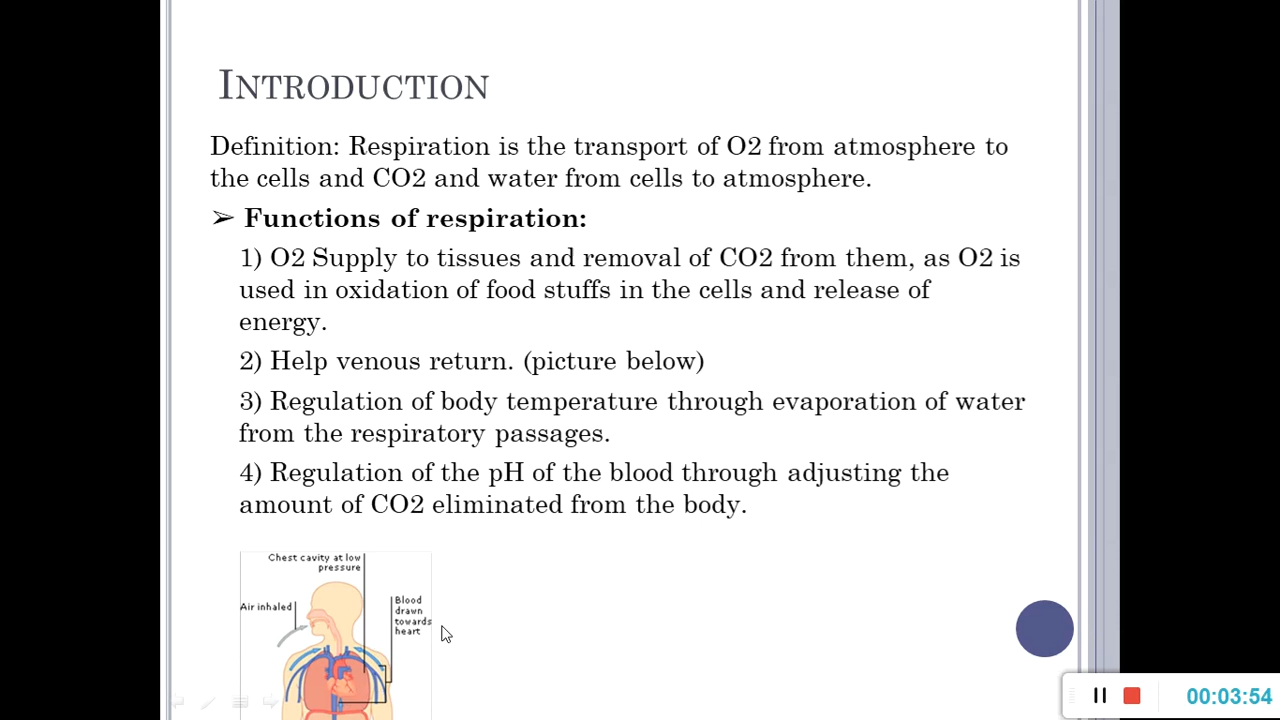 INTRODUCTION
Definition: Respiration is the transport of O2 from atmosphere to
the cells and CO2 and water from cells to atmosphere.
➢ Functions of respiration:
1) O2 Supply to tissues and removal of CO2 from them, as O2 is
used in oxidation of food stuffs in the cells and release of
energy.
2) Help venous return. (picture below)
3) Regulation of body temperature through evaporation of water
from the respiratory passages.
4) Regulation of the pH of the blood through adjusting the
amount of CO2 eliminated from the body.
Chest cavity at low
pressure
Air inhaled
Blood
drawn
towards
heart
00:03:54